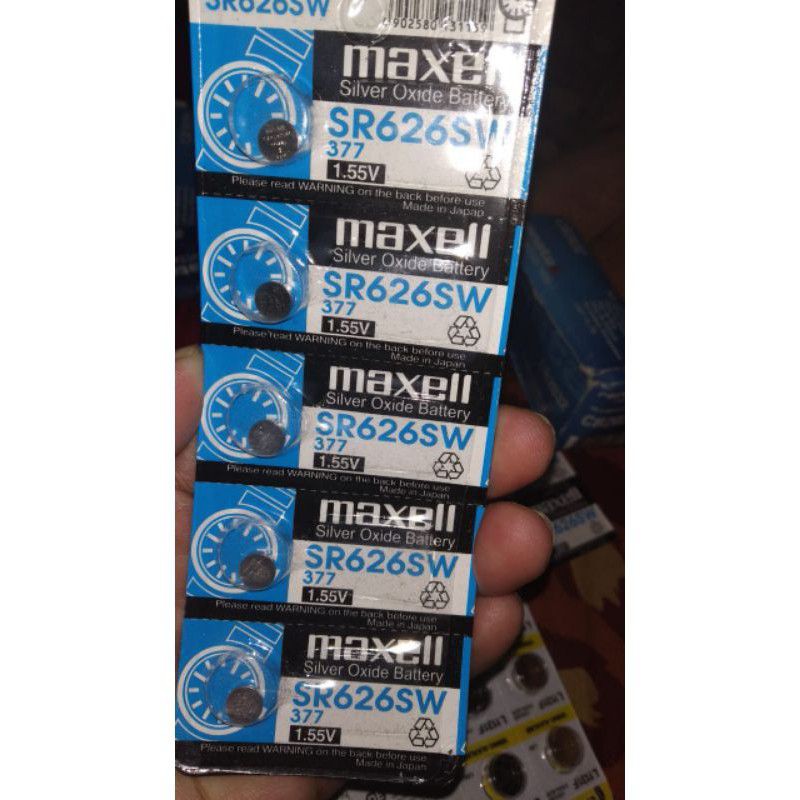 SR626SW
maxell
Silver Oxide Battery
SR626SW
377
1.55V
Please read WARNING on the back before use
Made in Japan
maxell
Silver Oxide Battery
SR626SW
377
1.55V
Please read WARNING on the back before use
Made in Japan
maxell
Silver Oxide Battery
SR626SW
377
1.55V
Please read WARNING on the back before use
Made in Japan
maxell
Silver Oxide Battery
SR626SW
377
1.55V
Please read WARNING on the back before use
Made in Japan
maxell
Silver Oxide Battery
SR626SW
377
1.55V
Please read WARNING on the back before use
Made in Japan